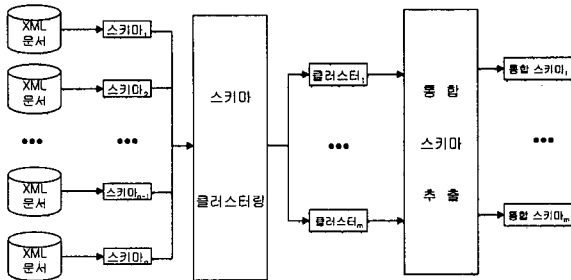 XML
문서
스키마₁
XML
문서
스키마₂
•••
•••
XML
문서
스키마ₙ₋₁
XML
문서
스키마ₙ
스키마
클러스터링
클러스터₁
•••
클러스터ₘ
통 합
스키마
추 출
통합 스키마₁
•••
통합 스키마ₘ